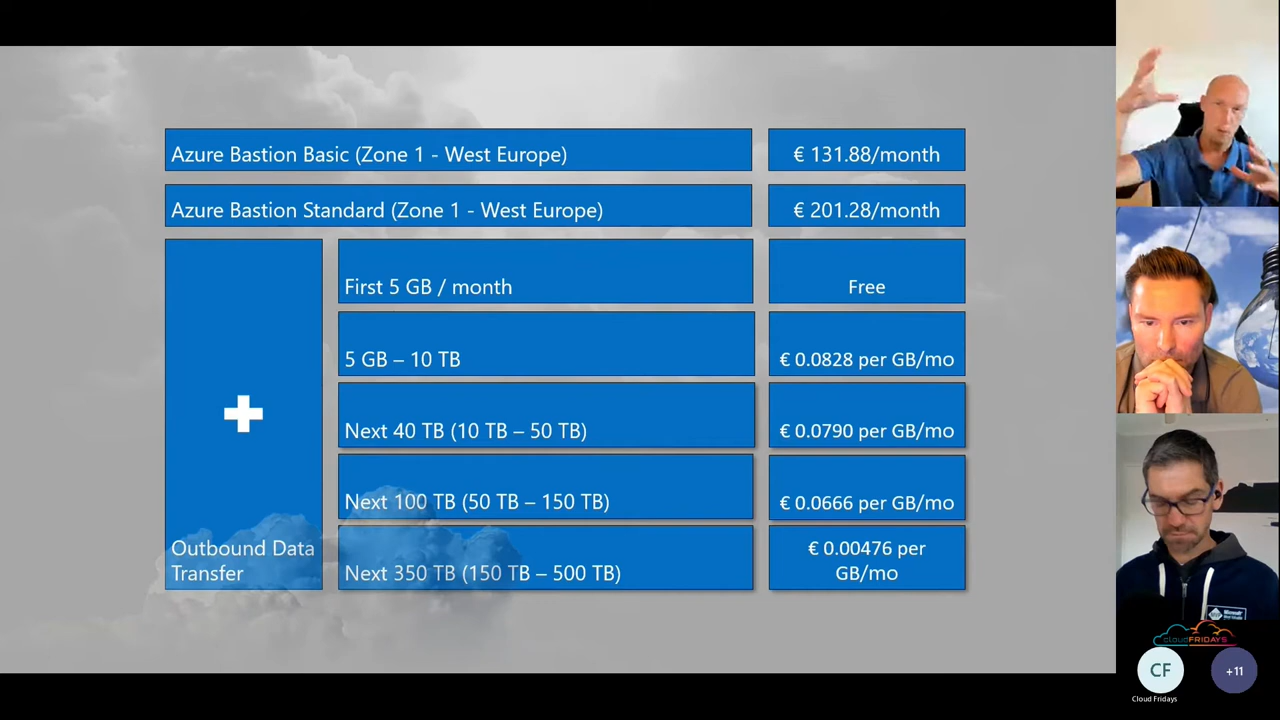 Azure Bastion Basic (Zone 1 - West Europe)
€ 131.88/month
Azure Bastion Standard (Zone 1 - West Europe)
€ 201.28/month
First 5 GB / month
Free
5 GB – 10 TB
€ 0.0828 per GB/mo
Next 40 TB (10 TB – 50 TB)
€ 0.0790 per GB/mo
Next 100 TB (50 TB – 150 TB)
€ 0.0666 per GB/mo
Outbound Data
Transfer
Next 350 TB (150 TB – 500 TB)
€ 0.00476 per
GB/mo
Microsoft
cloudFRIDAYS
CF
+11
Cloud Fridays